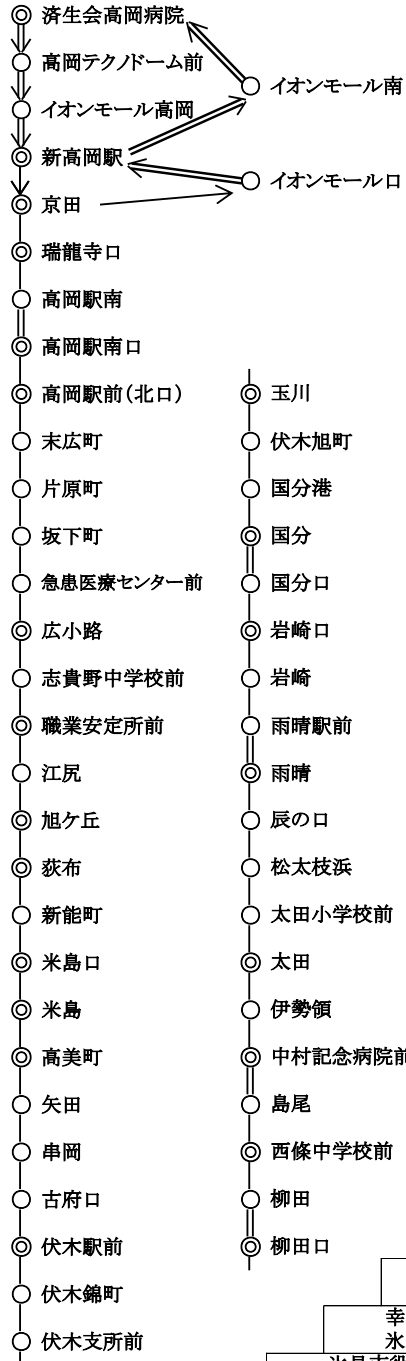 済生会高岡病院
高岡テクノドーム前
イオンモール高岡
新高岡駅
京田
瑞龍寺口
高岡駅南
高岡駅南口
高岡駅前(北口)
末広町
片原町
坂下町
急患医療センター前
広小路
志貴野中学校前
職業安定所前
江尻
旭ケ丘
荻布
新能町
米島口
米島
高美町
矢田
串岡
古府口
伏木駅前
伏木錦町
伏木支所前
イオンモール南
イオンモール口
玉川
伏木旭町
国分港
国分
国分口
岩崎口
岩崎
雨晴駅前
雨晴
辰の口
松太枝浜
太田小学校前
太田
伊勢領
中村記念病院前
島尾
西條中学校前
柳田
柳田口
幸
氷